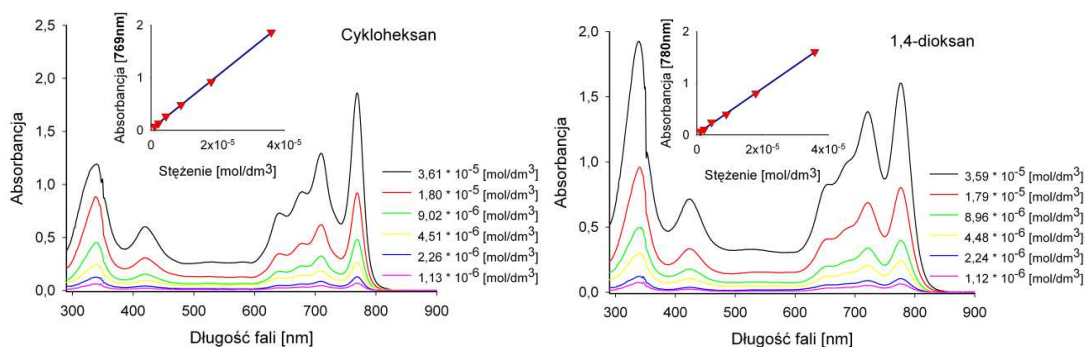 Cykloheksan
Absorbancja
2,5
2,0
1,5
1,0
0,5
0,0
300 400 500 600 700 800 900
Długość fali [nm]
Absorbancja [769nm]
2
1
0
0 2x10-5 4x10-5
Stężenie [mol/dm3]
3,61 * 10-5 [mol/dm3]
1,80 * 10-5 [mol/dm3]
9,02 * 10-6 [mol/dm3]
4,51 * 10-6 [mol/dm3]
2,26 * 10-6 [mol/dm3]
1,13 * 10-6 [mol/dm3]
1,4-dioksan
Absorbancja
2,0
1,5
1,0
0,5
0,0
300 400 500 600 700 800 900
Długość fali [nm]
Absorbancja [780nm]
2
1
0
0 2x10-5 4x10-5
Stężenie [mol/dm3]
3,59 * 10-5 [mol/dm3]
1,79 * 10-5 [mol/dm3]
8,96 * 10-6 [mol/dm3]
4,48 * 10-6 [mol/dm3]
2,24 * 10-6 [mol/dm3]
1,12 * 10-6 [mol/dm3]